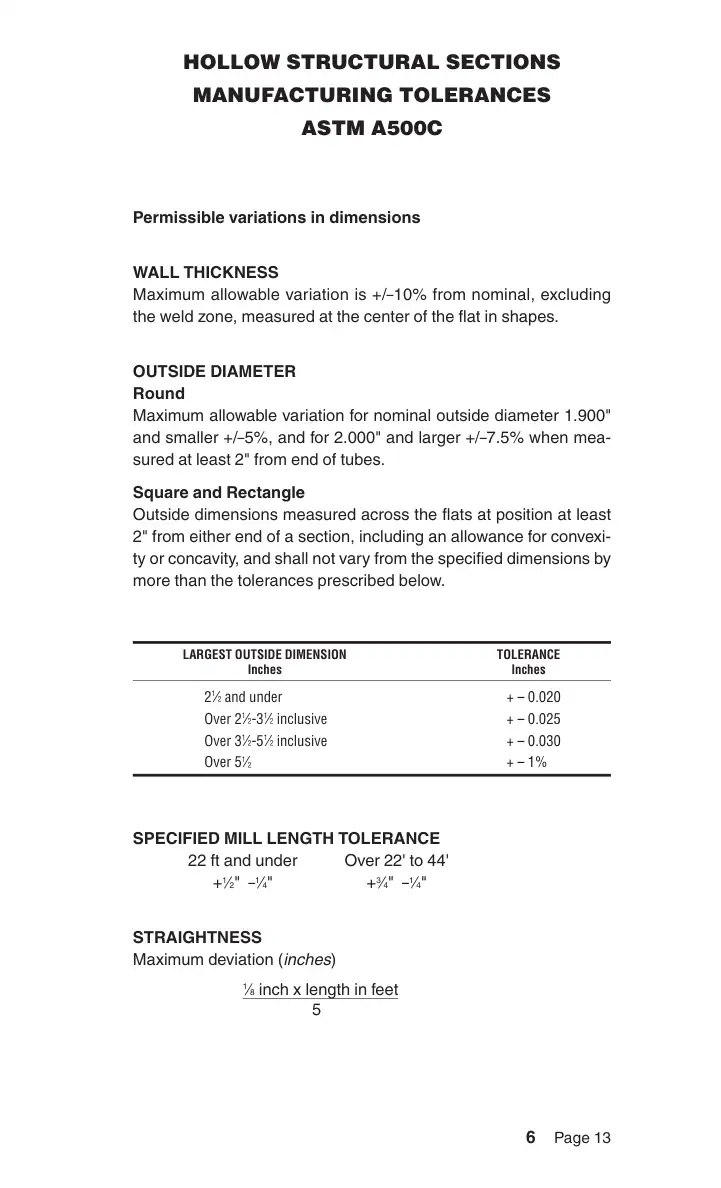 HOLLOW STRUCTURAL SECTIONS
MANUFACTURING TOLERANCES
ASTM A500C
Permissible variations in dimensions
WALL THICKNESS
Maximum allowable variation is +/–10% from nominal, excluding
the weld zone, measured at the center of the flat in shapes.
OUTSIDE DIAMETER
Round
Maximum allowable variation for nominal outside diameter 1.900"
and smaller +/–5%, and for 2.000" and larger +/–7.5% when mea-
sured at least 2" from end of tubes.
Square and Rectangle
Outside dimensions measured across the flats at position at least
2" from either end of a section, including an allowance for convexi-
ty or concavity, and shall not vary from the specified dimensions by
more than the tolerances prescribed below.
LARGEST OUTSIDE DIMENSION TOLERANCE
Inches Inches
2½ and under + – 0.020
Over 2½-3½ inclusive + – 0.025
Over 3½-5½ inclusive + – 0.030
Over 5½ + – 1%
SPECIFIED MILL LENGTH TOLERANCE
22 ft and under Over 22' to 44'
+½" –¼" +¾" –¼"
STRAIGHTNESS
Maximum deviation (inches)
⅛ inch x length in feet
5
6 Page 13